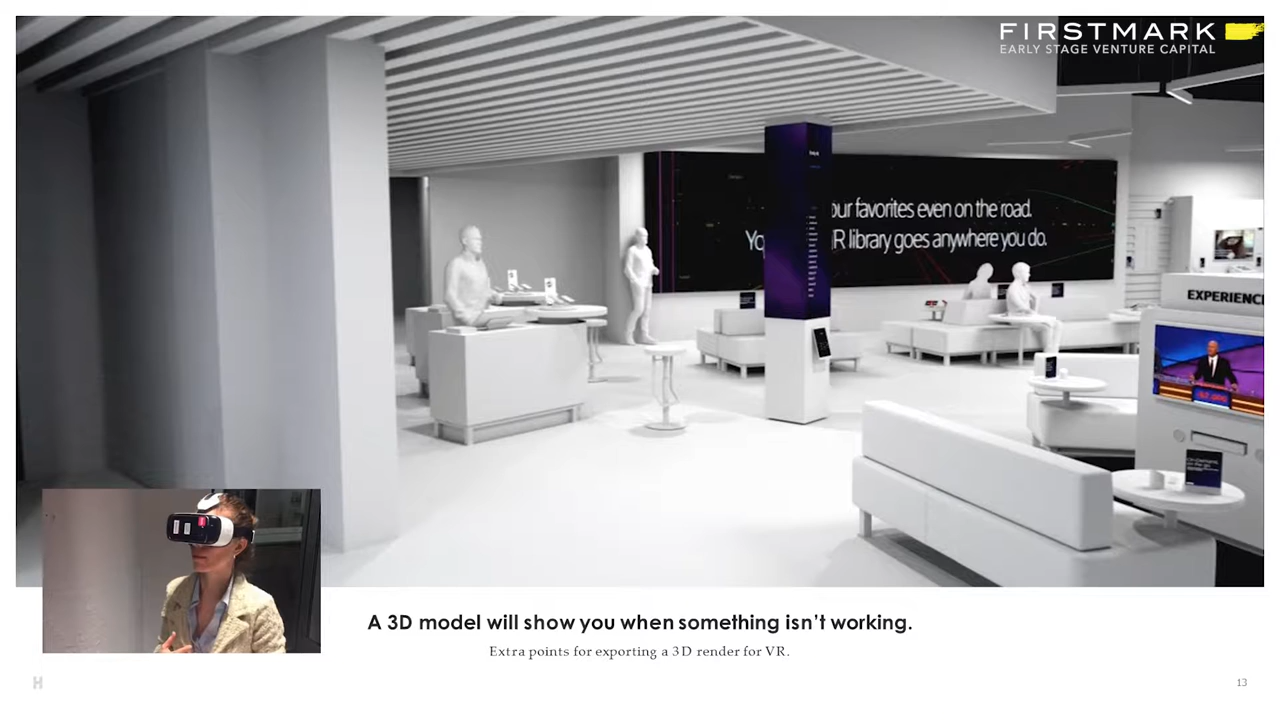 FIRSTMARK
EARLY STAGE VENTURE CAPITAL
our favorites even on the road.
Yo R library goes anywhere you do.
EXPERIENC
A 3D model will show you when something isn't working.
Extra points for exporting a 3D render for VR.
H
13